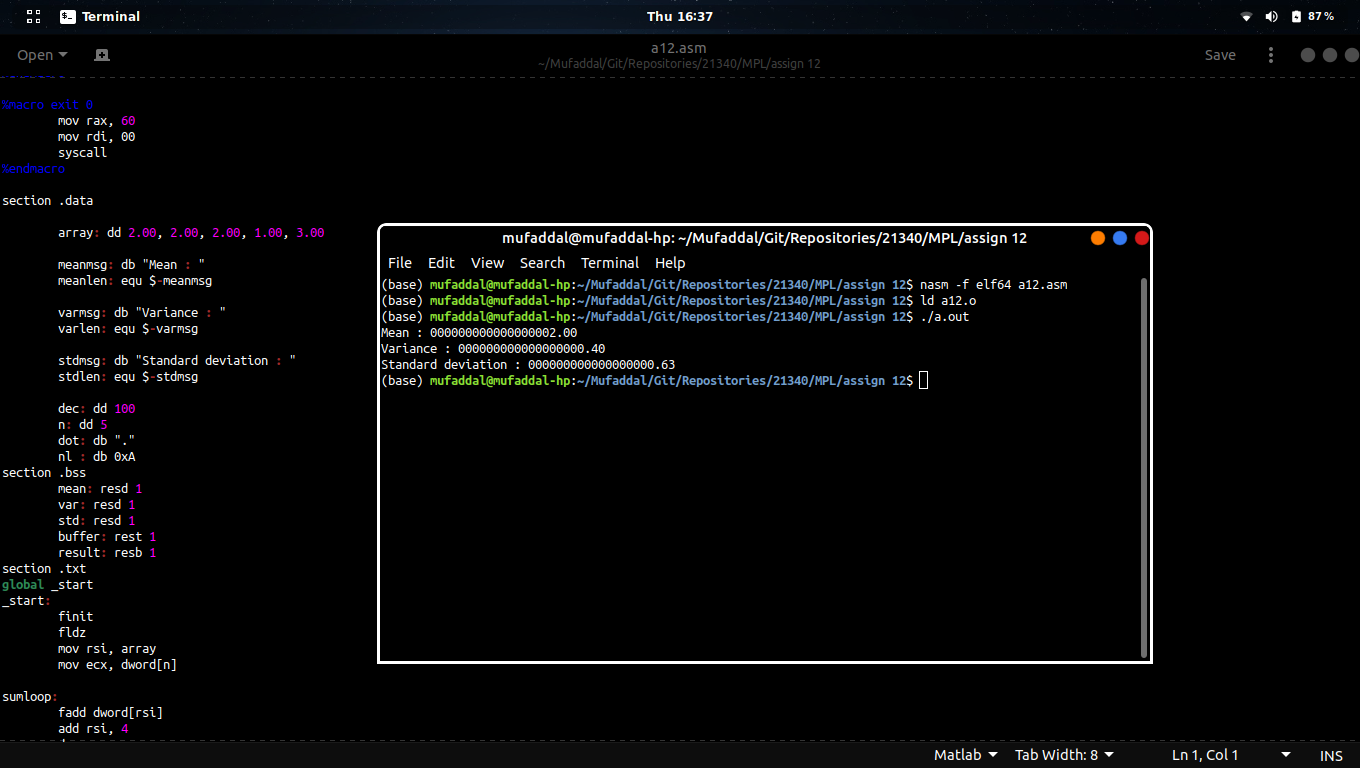 Terminal
Thu 16:37
87%
Open
a12.asm
~/Mufaddal/Git/Repositories/21340/MPL/assign 12
Save
%macro exit 0
mov rax, 60
mov rdi, 00
syscall
%endmacro
section .data
array: dd 2.00, 2.00, 2.00, 1.00, 3.00
meanmsg: db "Mean : "
meanlen: equ $-meanmsg
varmsg: db "Variance : "
varlen: equ $-varmsg
stdmsg: db "Standard deviation : "
stdlen: equ $-stdmsg
dec: dd 100
n: dd 5
dot: db "."
nl : db 0xA
section .bss
mean: resd 1
var: resd 1
std: resd 1
buffer: rest 1
result: resb 1
section .txt
global _start
_start:
finit
fldz
mov rsi, array
mov ecx, dword[n]
sumloop:
fadd dword[rsi]
add rsi, 4
mufaddal@mufaddal-hp: ~/Mufaddal/Git/Repositories/21340/MPL/assign 12
File Edit View Search Terminal Help
(base) mufaddal@mufaddal-hp:~/Mufaddal/Git/Repositories/21340/MPL/assign 12$ nasm -f elf64 a12.asm
(base) mufaddal@mufaddal-hp:~/Mufaddal/Git/Repositories/21340/MPL/assign 12$ ld a12.o
(base) mufaddal@mufaddal-hp:~/Mufaddal/Git/Repositories/21340/MPL/assign 12$ ./a.out
Mean : 000000000000000002.00
Variance : 000000000000000000.40
Standard deviation : 000000000000000000.63
(base) mufaddal@mufaddal-hp:~/Mufaddal/Git/Repositories/21340/MPL/assign 12$
Matlab
Tab Width: 8
Ln 1, Col 1
INS